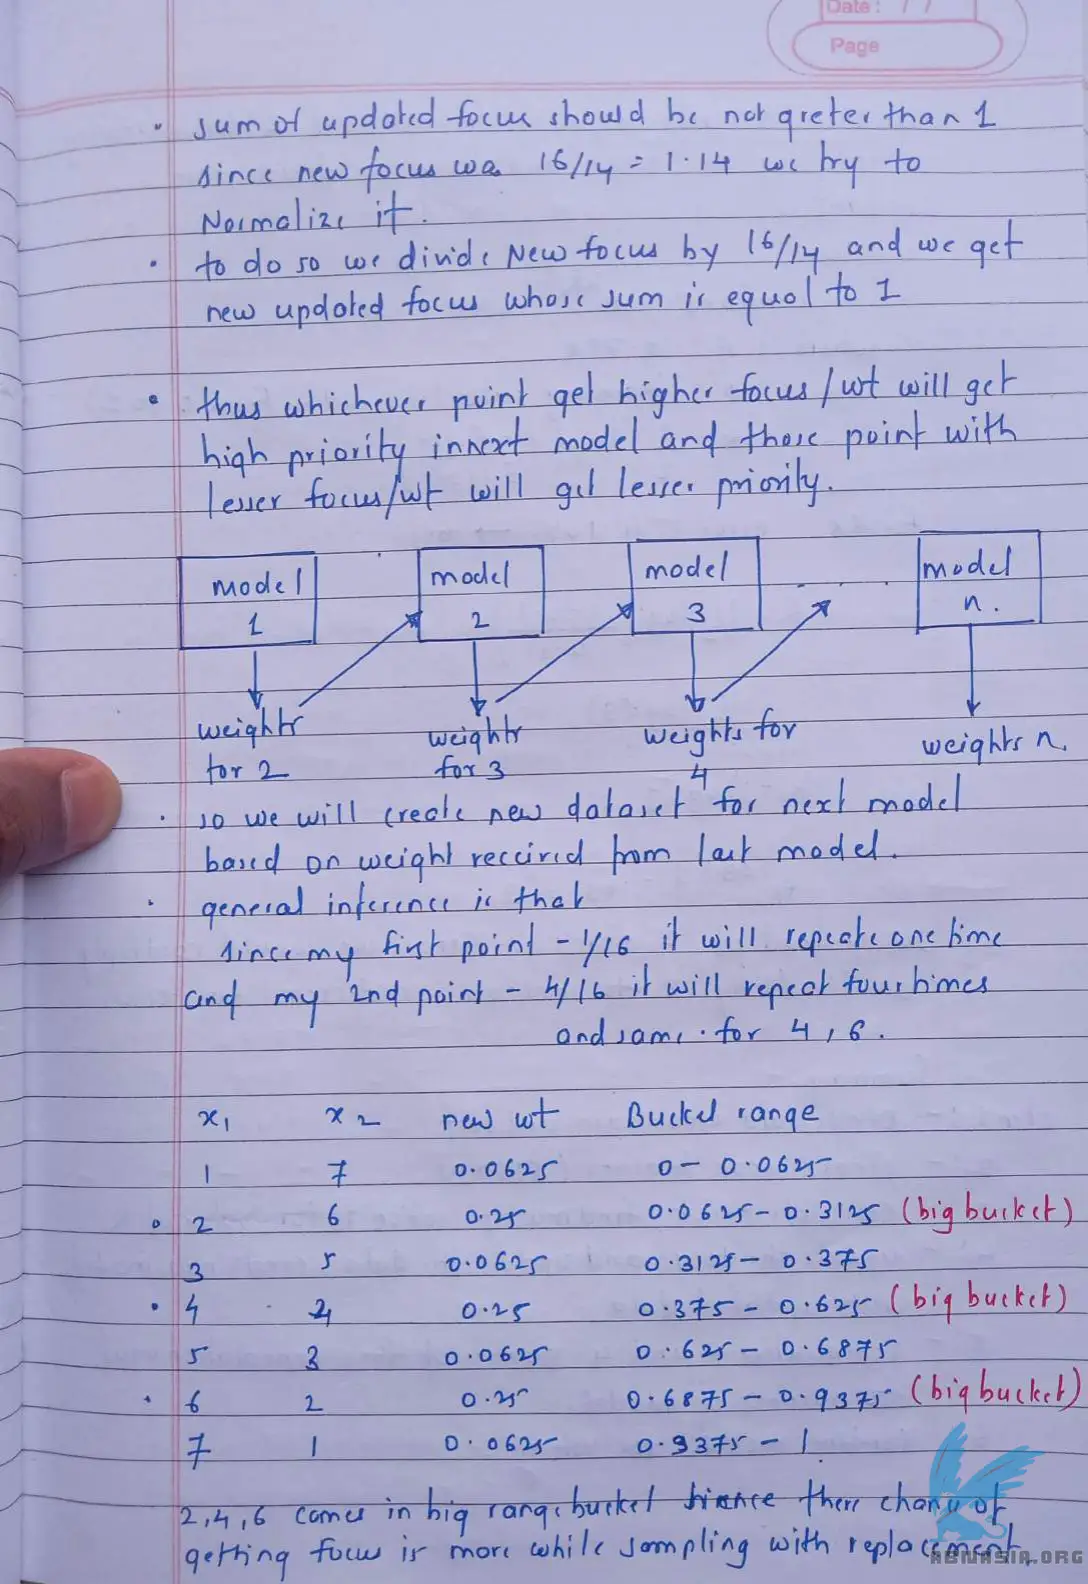 Date : / /
Page
sum of updated focus should be not greter than 1
since new focus was 16/14 = 1.14 we try to
Normalize it.
to do so we divide New focus by 16/14 and we get
new updated focus whose sum is equal to 1
thus whichever point get higher focus/wt will get
high priority in next model and those point with
lesser focus/wt will get lesser priority.
model 1 model 2 model 3 model n.
weights for 2 weights for 3 weights for 4 weights n.
so we will create new dataset for next model
based on weight received from last model.
general inference is that
since my first point - 1/16 it will repeate one time
and my 2nd point - 4/16 it will repeat four times
and same for 4, 6.
x1 x2 new wt Bucket range
1 7 0.0625 0 - 0.0625
2 6 0.25 0.0625 - 0.3125 (big bucket)
3 5 0.0625 0.3125 - 0.375
4 4 0.25 0.375 - 0.625 (big bucket)
5 3 0.0625 0.625 - 0.6875
6 2 0.25 0.6875 - 0.9375 (big bucket)
7 1 0.0625 0.9375 - 1
2,4,6 comes in big range bucket hence there chance of
getting focus is more while sampling with replacement.
ABNASIA.ORG